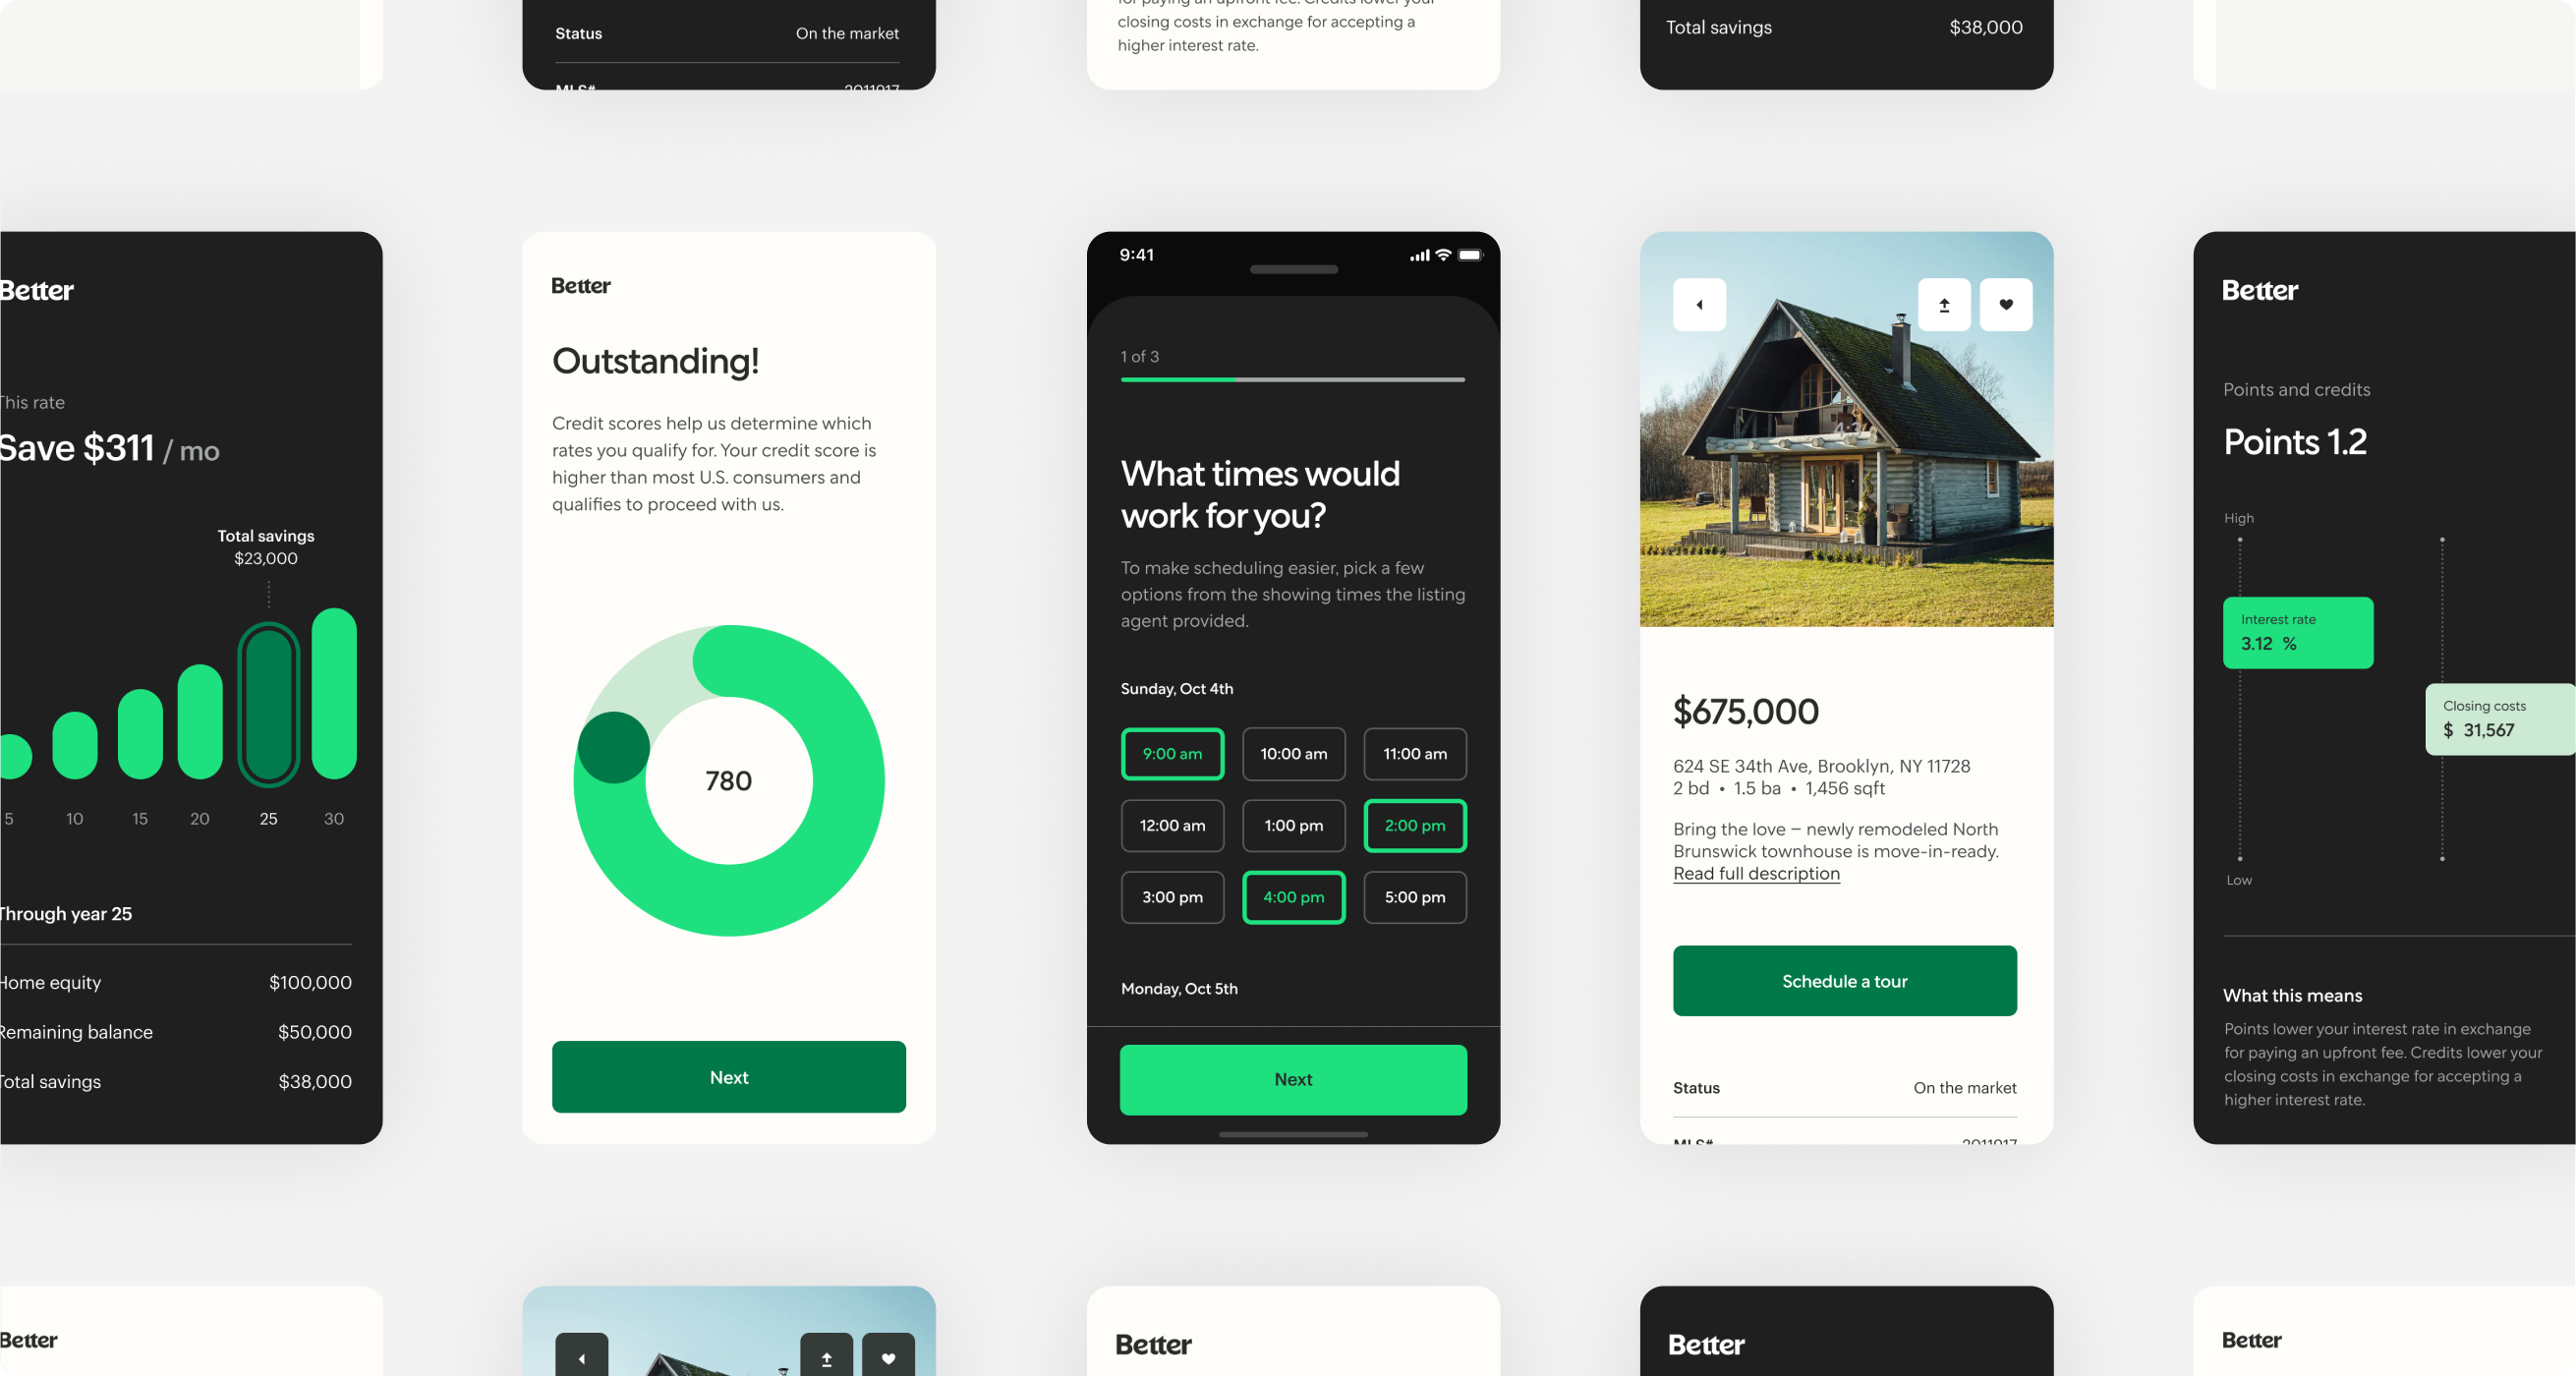 Status On the market
MLS# 2011917
closing costs in exchange for accepting a
higher interest rate.
Total savings $38,000
Better
This rate
Save $311 / mo
Total savings
$23,000
5 10 15 20 25 30
Through year 25
Home equity $100,000
Remaining balance $50,000
Total savings $38,000
Better
Outstanding!
Credit scores help us determine which
rates you qualify for. Your credit score is
higher than most U.S. consumers and
qualifies to proceed with us.
780
Next
9:41
1 of 3
What times would
work for you?
To make scheduling easier, pick a few
options from the showing times the listing
agent provided.
Sunday, Oct 4th
9:00 am 10:00 am 11:00 am
12:00 am 1:00 pm 2:00 pm
3:00 pm 4:00 pm 5:00 pm
Monday, Oct 5th
Next
$675,000
624 SE 34th Ave, Brooklyn, NY 11728
2 bd • 1.5 ba • 1,456 sqft
Bring the love – newly remodeled North
Brunswick townhouse is move-in-ready.
Read full description
Schedule a tour
Status On the market
MLS# 2011917
Better
Points and credits
Points 1.2
High
Interest rate
3.12 %
Closing costs
$ 31,567
Low
What this means
Points lower your interest rate in exchange
for paying an upfront fee. Credits lower your
closing costs in exchange for accepting a
higher interest rate.
Better
Better
Better
Better